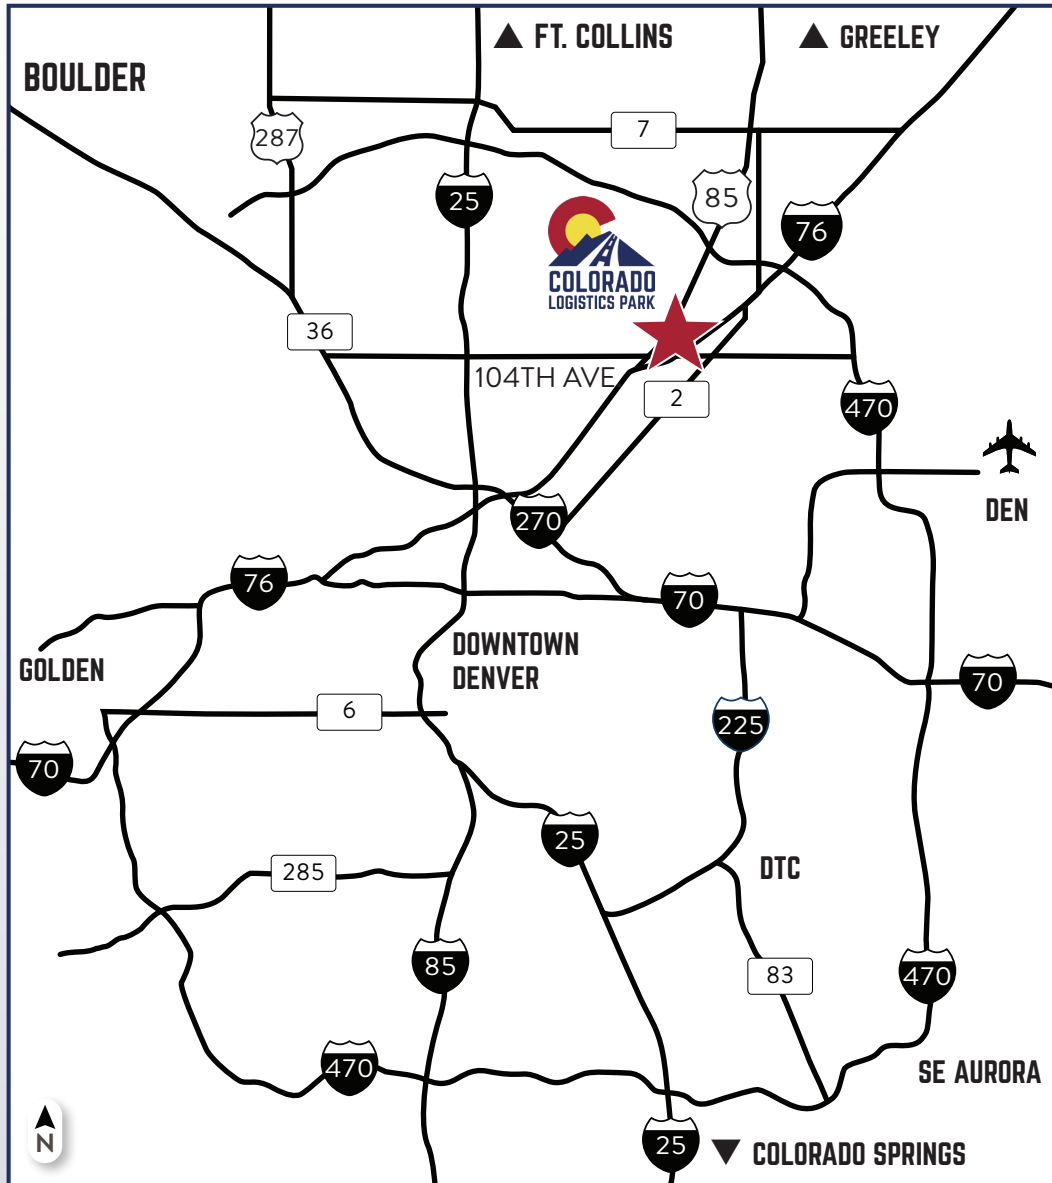 FT. COLLINS
GREELEY
BOULDER
7
287
25
85
76
COLORADO
LOGISTICS PARK
36
104TH AVE
2
470
DEN
270
76
70
DOWNTOWN
DENVER
GOLDEN
70
6
225
70
25
285
DTC
85
83
470
470
SE AURORA
25
COLORADO SPRINGS
N